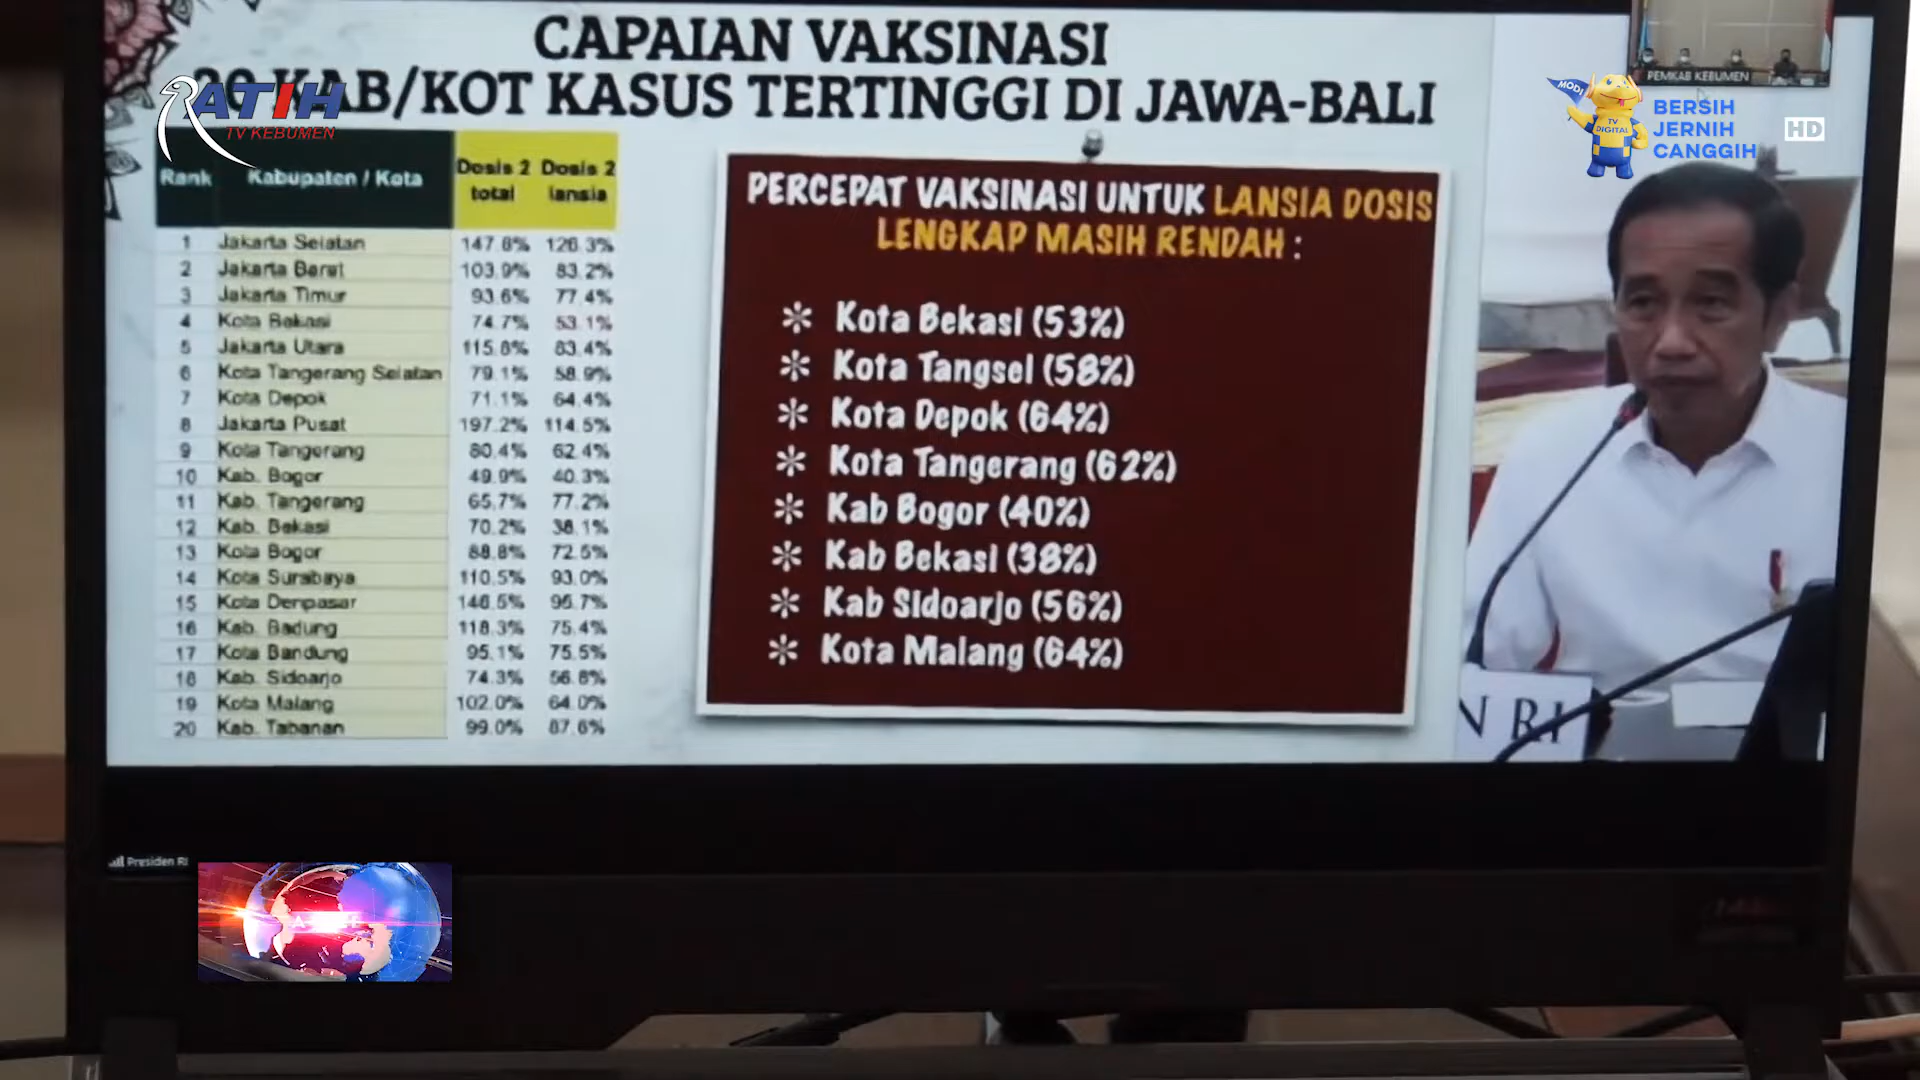 CAPAIAN VAKSINASI
20 KAB/KOT KASUS TERTINGGI DI JAWA-BALI
RATIH
TV KEBUMEN
PEMKAB KEBUMEN
MODI
TV DIGITAL
BERSIH
JERNIH
CANGGIH
HD
Rank Kabupaten / Kota Dosis 2 total Dosis 2 lansia
1 Jakarta Selatan 147.6% 126.3%
2 Jakarta Barat 103.9% 83.2%
3 Jakarta Timur 93.6% 77.4%
4 Kota Bekasi 74.7% 53.1%
5 Jakarta Utara 115.8% 83.4%
6 Kota Tangerang Selatan 79.1% 58.9%
7 Kota Depok 71.1% 64.4%
8 Jakarta Pusat 197.2% 114.5%
9 Kota Tangerang 80.4% 62.4%
10 Kab. Bogor 49.9% 40.3%
11 Kab. Tangerang 65.7% 77.2%
12 Kab. Bekasi 70.2% 38.1%
13 Kota Bogor 88.8% 72.5%
14 Kota Surabaya 110.5% 93.0%
15 Kota Denpasar 146.5% 95.7%
16 Kab. Badung 118.3% 75.4%
17 Kota Bandung 95.1% 75.5%
18 Kab. Sidoarjo 74.3% 56.8%
19 Kota Malang 102.0% 64.0%
20 Kab. Tabanan 99.0% 87.6%
PERCEPAT VAKSINASI UNTUK LANSIA DOSIS
LENGKAP MASIH RENDAH :
* Kota Bekasi (53%)
* Kota Tangsel (58%)
* Kota Depok (64%)
* Kota Tangerang (62%)
* Kab Bogor (40%)
* Kab Bekasi (38%)
* Kab Sidoarjo (56%)
* Kota Malang (64%)
N RI
Presiden RI